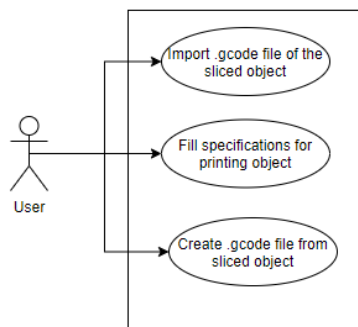 Import .gcode file of the
sliced object
Fill specifications for
printing object
User
Create .gcode file from
sliced object